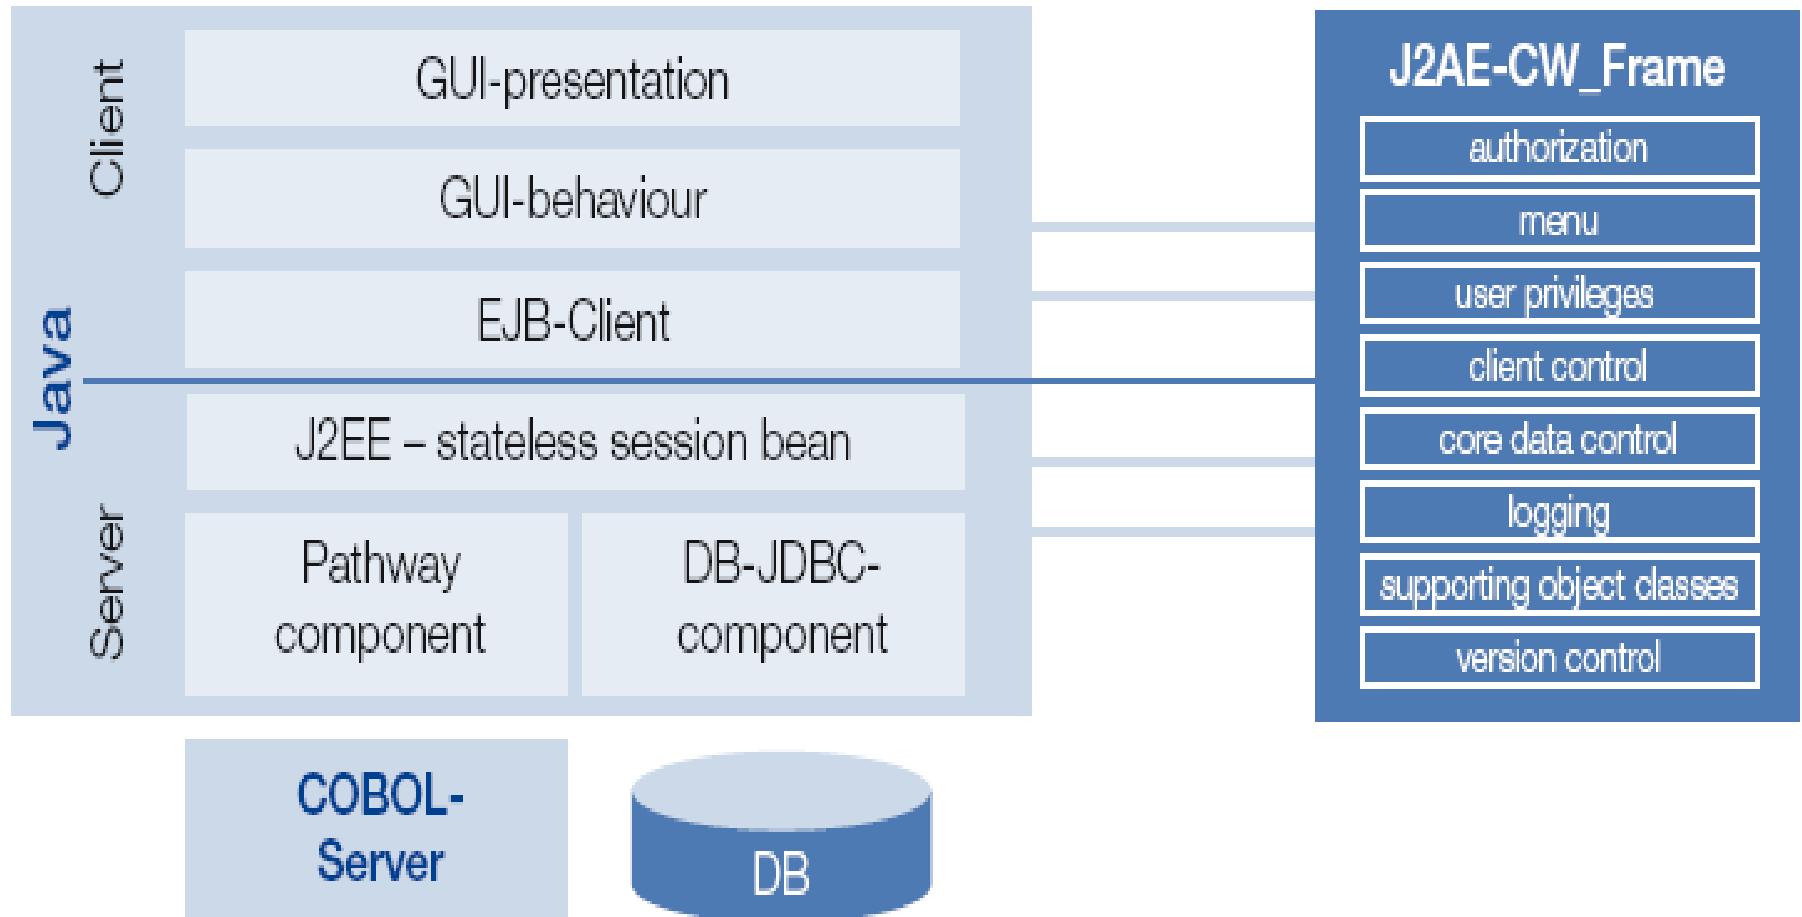 Java
Client
GUI-presentation
GUI-behaviour
EJB-Client
Server
J2EE – stateless session bean
Pathway
component
DB-JDBC-
component
COBOL-
Server
DB
J2AE-CW_Frame
authorization
menu
user privileges
client control
core data control
logging
supporting object classes
version control